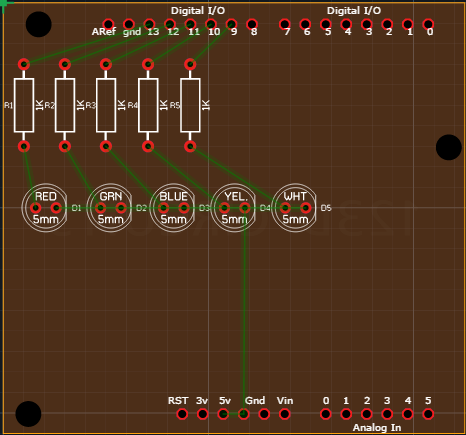 Digital I/O Digital I/O
ARef gnd 13 12 11 10 9 8 7 6 5 4 3 2 1 0
R1 1K R2 1K R3 1K R4 1K R5 1K
RED GRN BLUE YEL. WHT
D1 D2 D3 D4 D5
5mm 5mm 5mm 5mm 5mm
RST 3v 5v Gnd Vin 0 1 2 3 4 5
Analog In